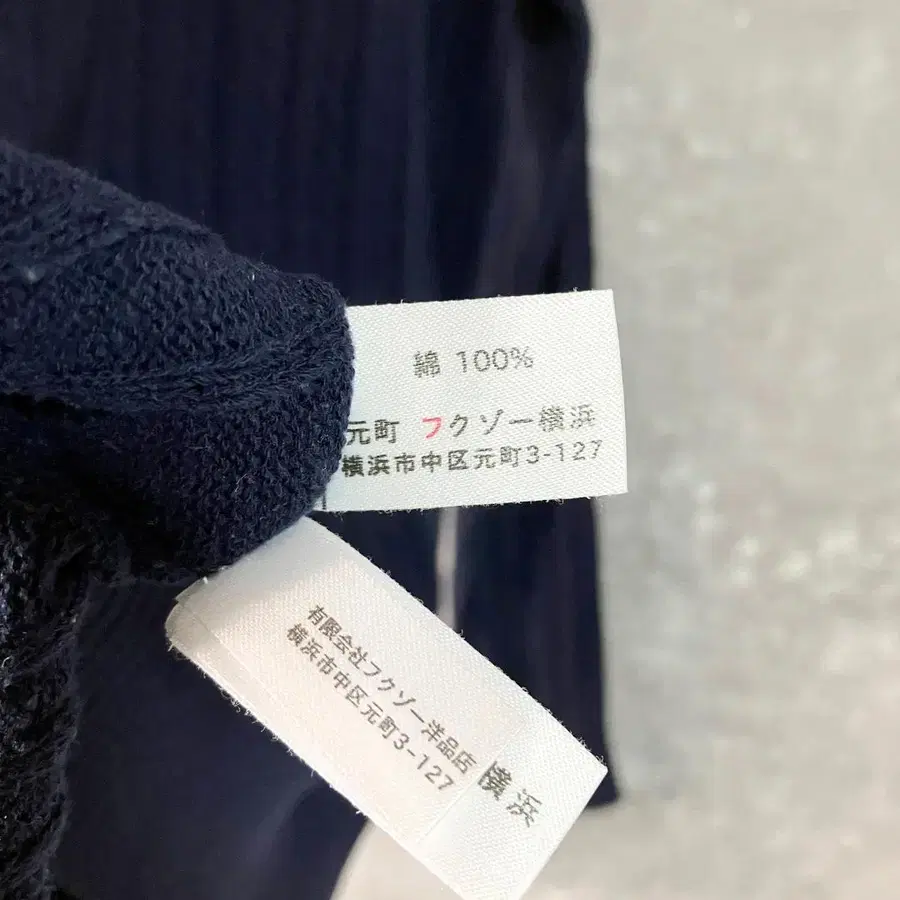 綿 100%
元町 フクゾー横浜
横浜市中区元町3-127
有限会社フクゾー洋品店
横浜市中区元町3-127
横浜